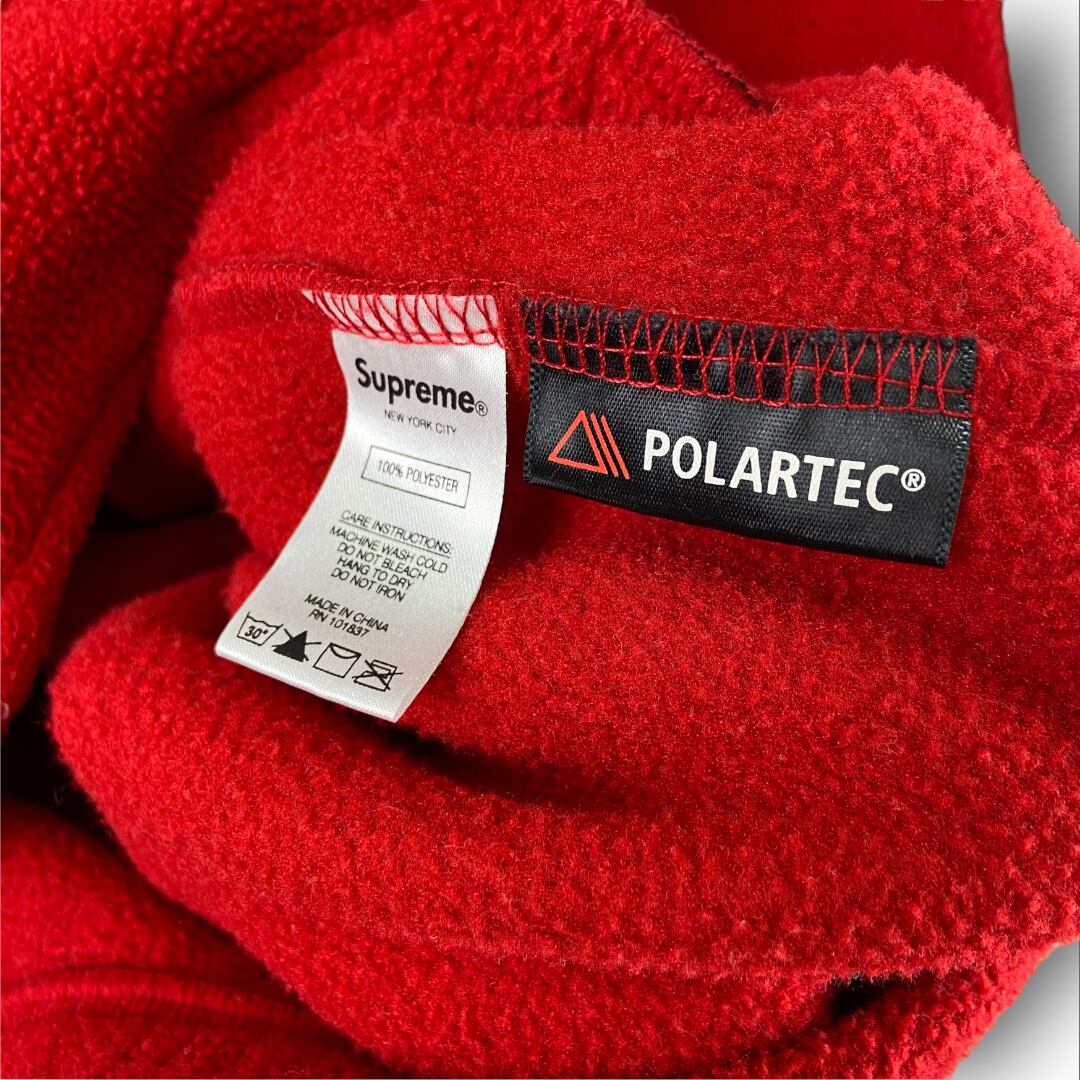 Supreme®
NEW YORK CITY
100% POLYESTER
CARE INSTRUCTIONS:
MACHINE WASH COLD
DO NOT BLEACH
HANG TO DRY
DO NOT IRON
MADE IN CHINA
RN 101837
30°
POLARTEC®